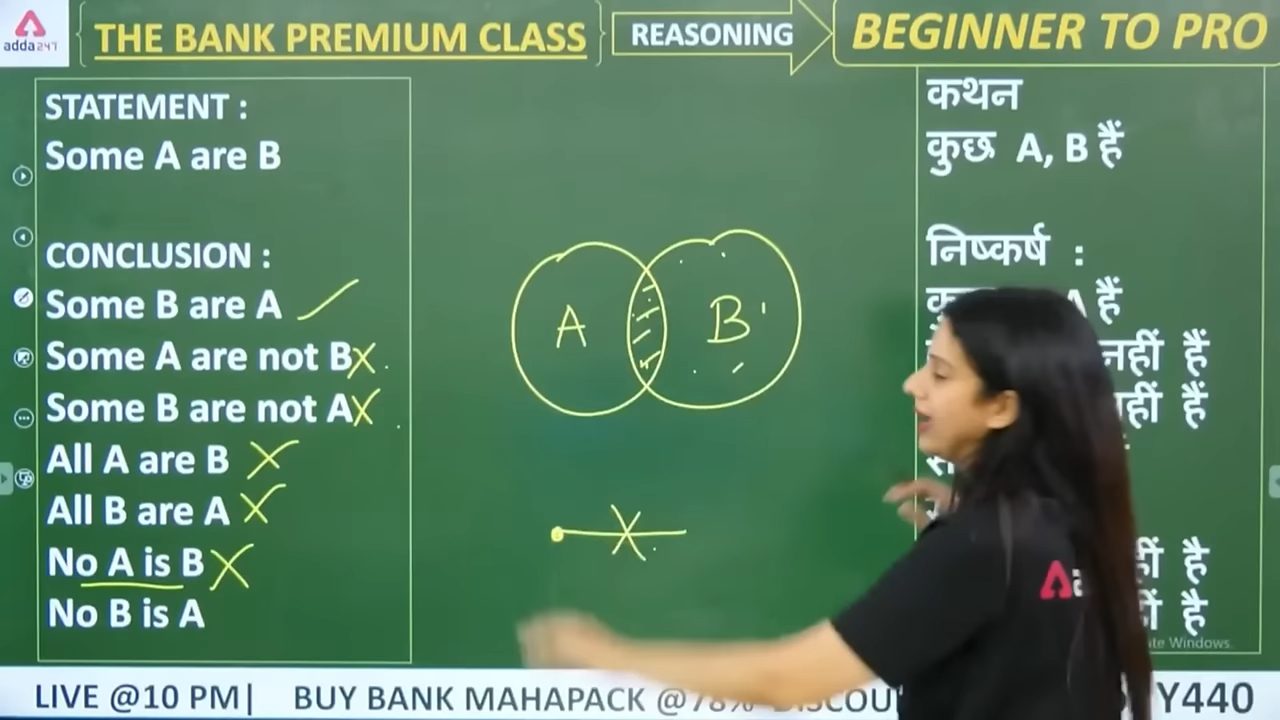 adda247
THE BANK PREMIUM CLASS
REASONING
BEGINNER TO PRO
STATEMENT :
Some A are B
CONCLUSION :
Some B are A
Some A are not B
Some B are not A
All A are B
All B are A
No A is B
No B is A
A
B
कथन
कुछ A, B हैं
निष्कर्ष :
A हैं
नहीं हैं
हैं
है
है
LIVE @10 PM|
BUY BANK MAHAPACK @78%
Y440